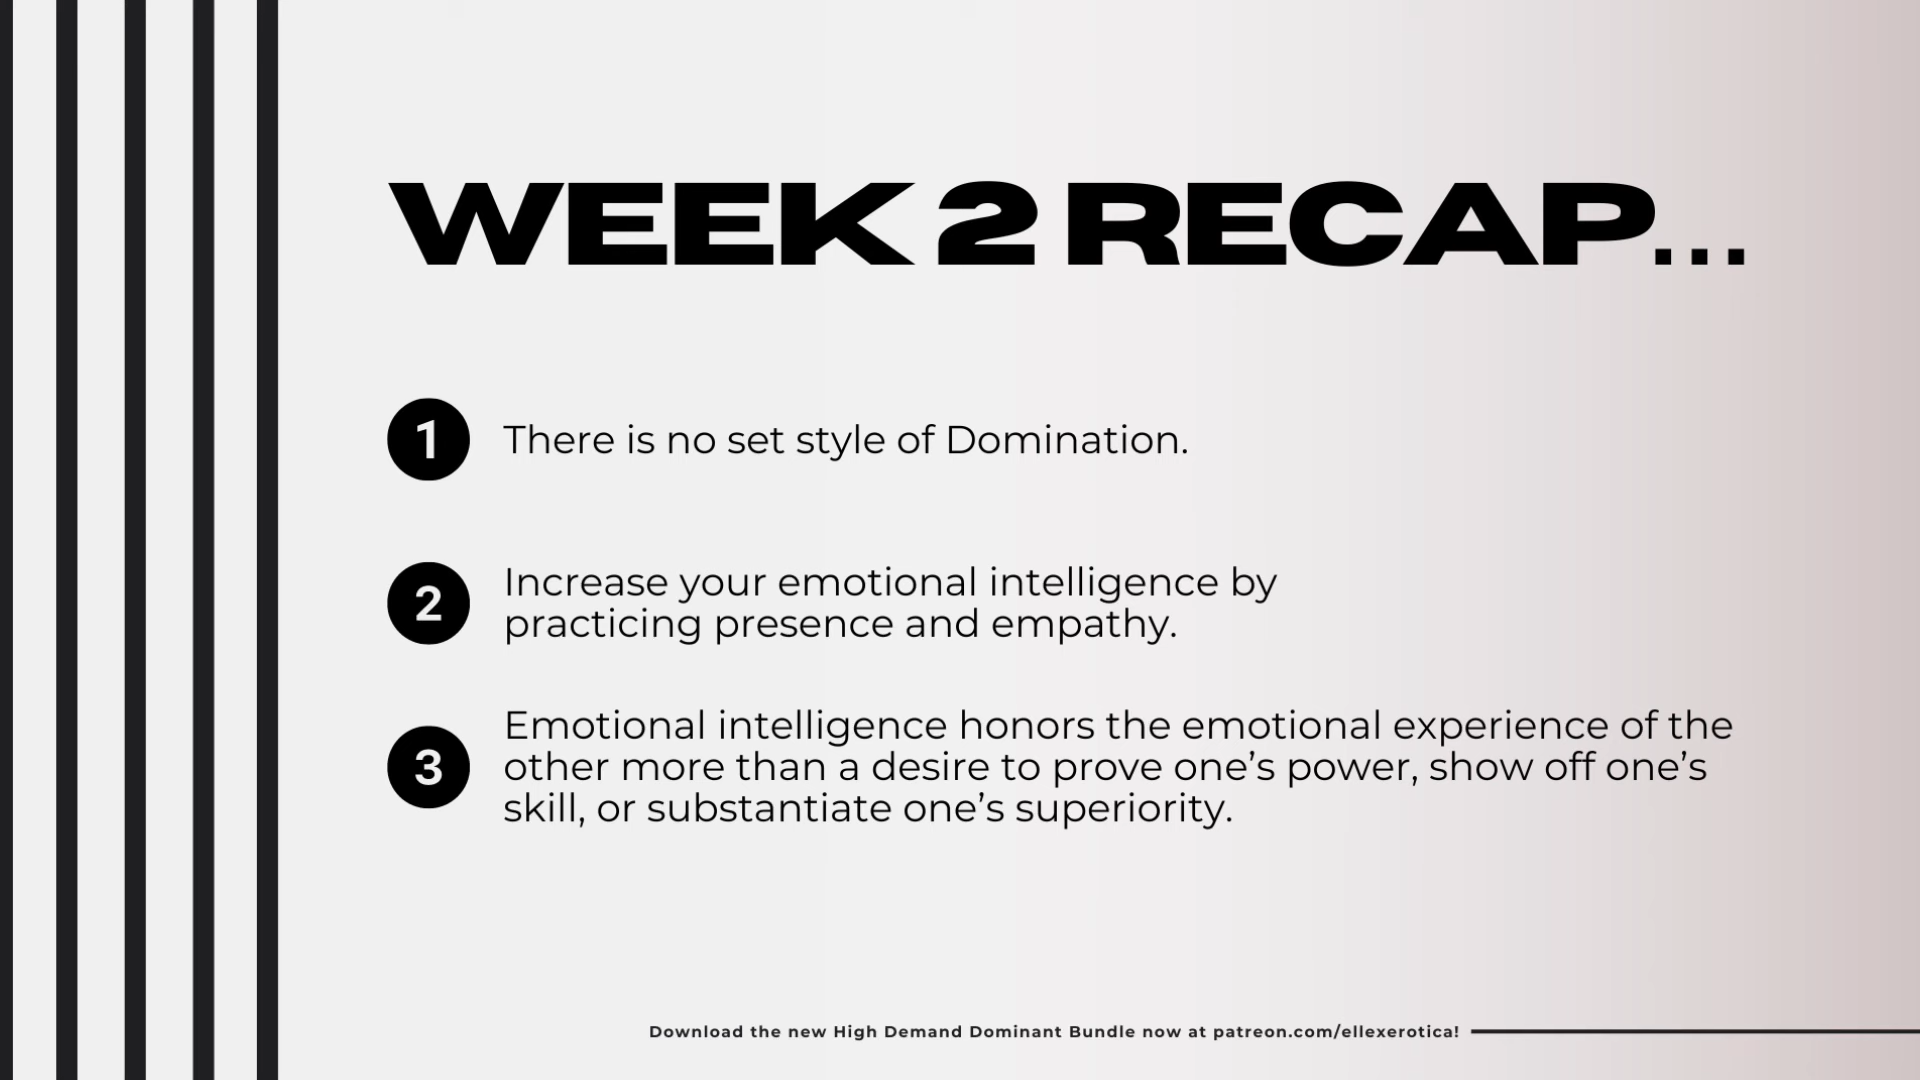 WEEK 2 RECAP...
1
There is no set style of Domination.
2
Increase your emotional intelligence by
practicing presence and empathy.
3
Emotional intelligence honors the emotional experience of the
other more than a desire to prove one’s power, show off one’s
skill, or substantiate one’s superiority.
Download the new High Demand Dominant Bundle now at patreon.com/ellexerotica!